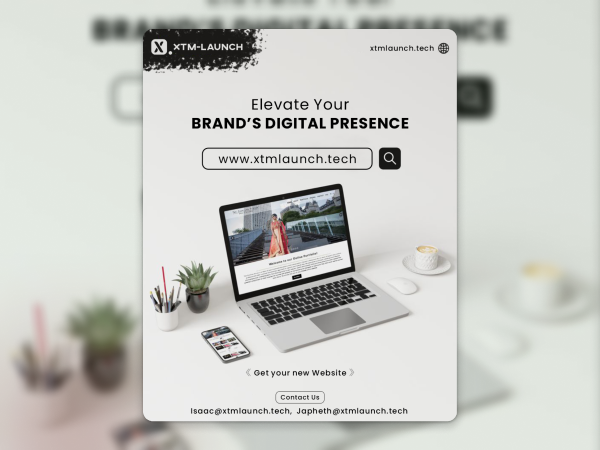 XTM-LAUNCH
xtmlaunch.tech
Elevate Your
BRAND'S DIGITAL PRESENCE
www.xtmlaunch.tech
《 Get your new Website 》
Contact Us
Isaac@xtmlaunch.tech, Japheth@xtmlaunch.tech